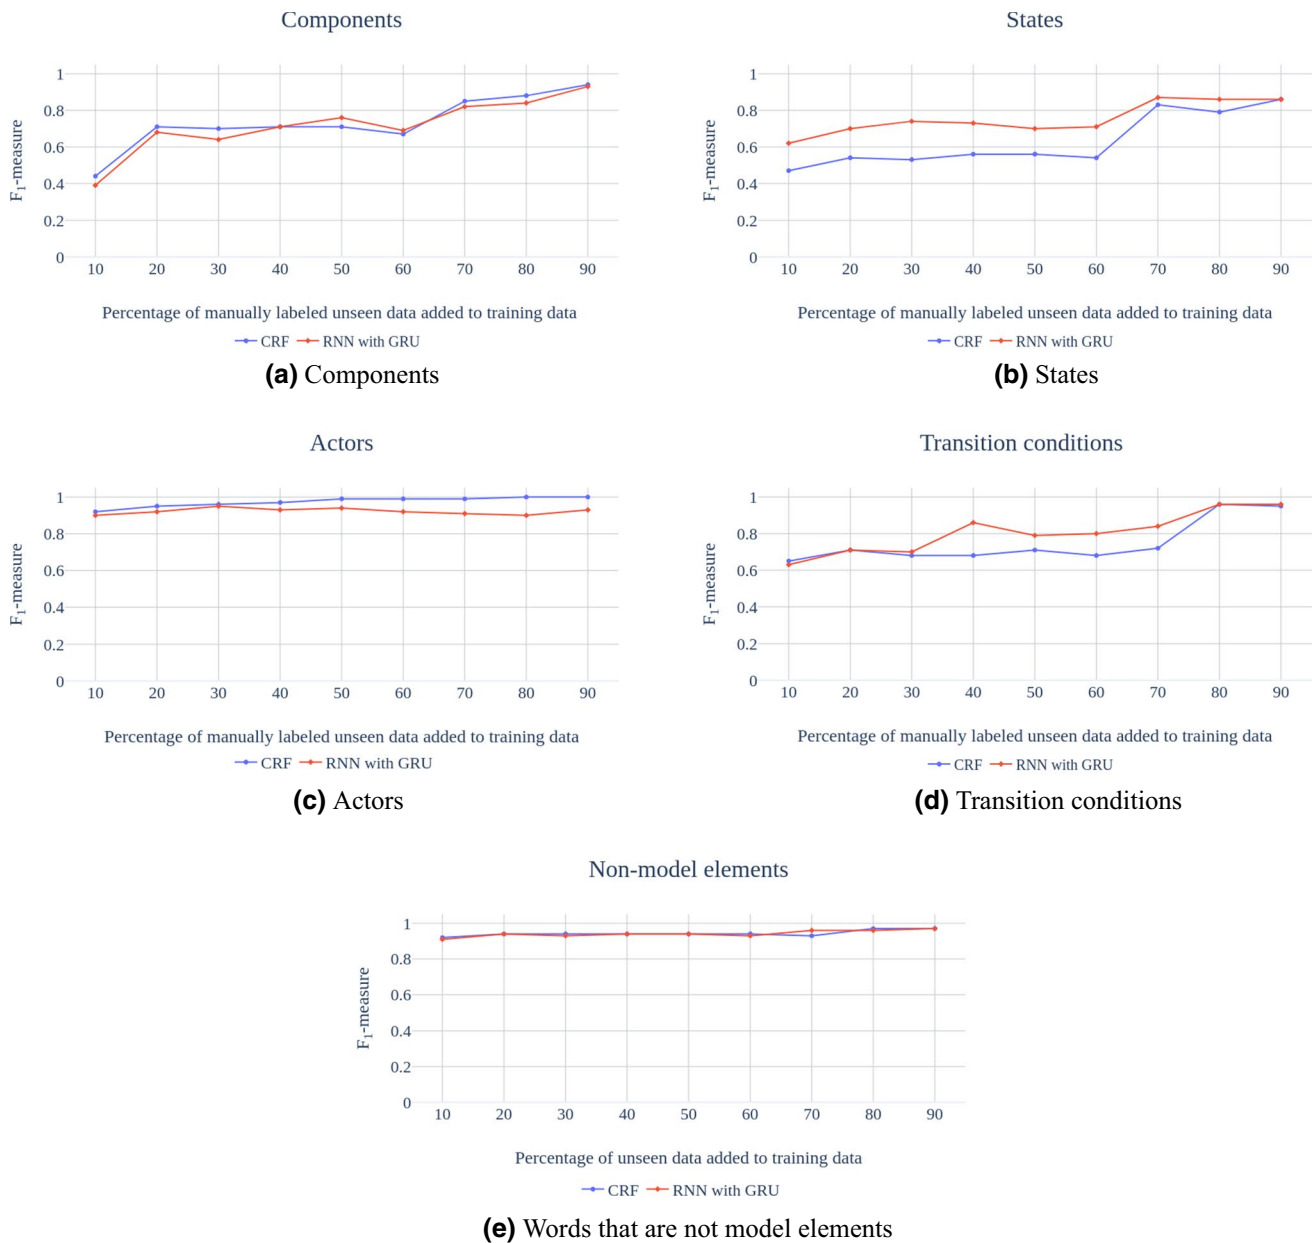 Components
1
0.8
0.6
0.4
0.2
0
F1-measure
10 20 30 40 50 60 70 80 90
Percentage of manually labeled unseen data added to training data
CRF RNN with GRU
(a) Components
States
1
0.8
0.6
0.4
0.2
0
F1-measure
10 20 30 40 50 60 70 80 90
Percentage of manually labeled unseen data added to training data
CRF RNN with GRU
(b) States
Actors
1
0.8
0.6
0.4
0.2
0
F1-measure
10 20 30 40 50 60 70 80 90
Percentage of manually labeled unseen data added to training data
CRF RNN with GRU
(c) Actors
Transition conditions
1
0.8
0.6
0.4
0.2
0
F1-measure
10 20 30 40 50 60 70 80 90
Percentage of manually labeled unseen data added to training data
CRF RNN with GRU
(d) Transition conditions
Non-model elements
1
0.8
0.6
0.4
0.2
0
F1-measure
10 20 30 40 50 60 70 80 90
Percentage of unseen data added to training data
CRF RNN with GRU
(e) Words that are not model elements